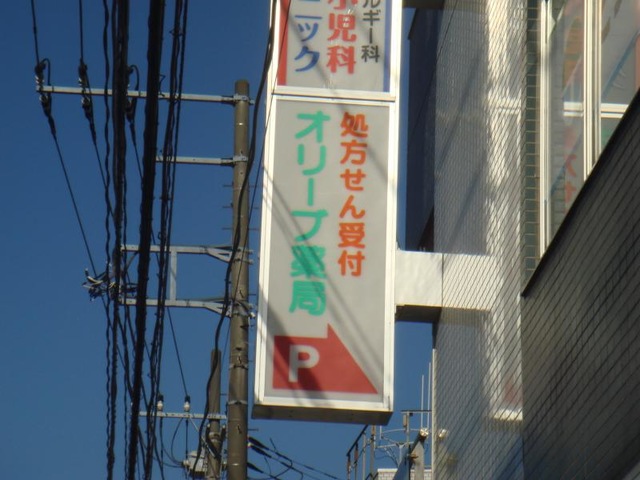 ルギー科
小児科
ニック
処方せん受付
オリーブ薬局
P